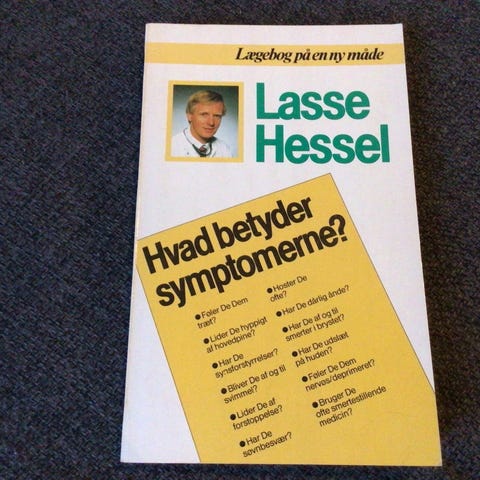 Lægebog på en ny måde
Lasse
Hessel
Hvad betyder
symptomerne?
● Føler De Dem
træt?
● Lider De hyppigt
af hovedpine?
● Har De
synsforstyrrelser?
● Bliver De af og til
svimmel?
● Lider De af
forstoppelse?
● Har De
søvnbesvær?
● Hoster De
ofte?
● Har De dårlig ånde?
● Har De af og til
smerter i brystet?
● Har De udslæt
på huden?
● Føler De Dem
nervøs/deprimeret?
● Bruger De
ofte smertestillende
medicin?